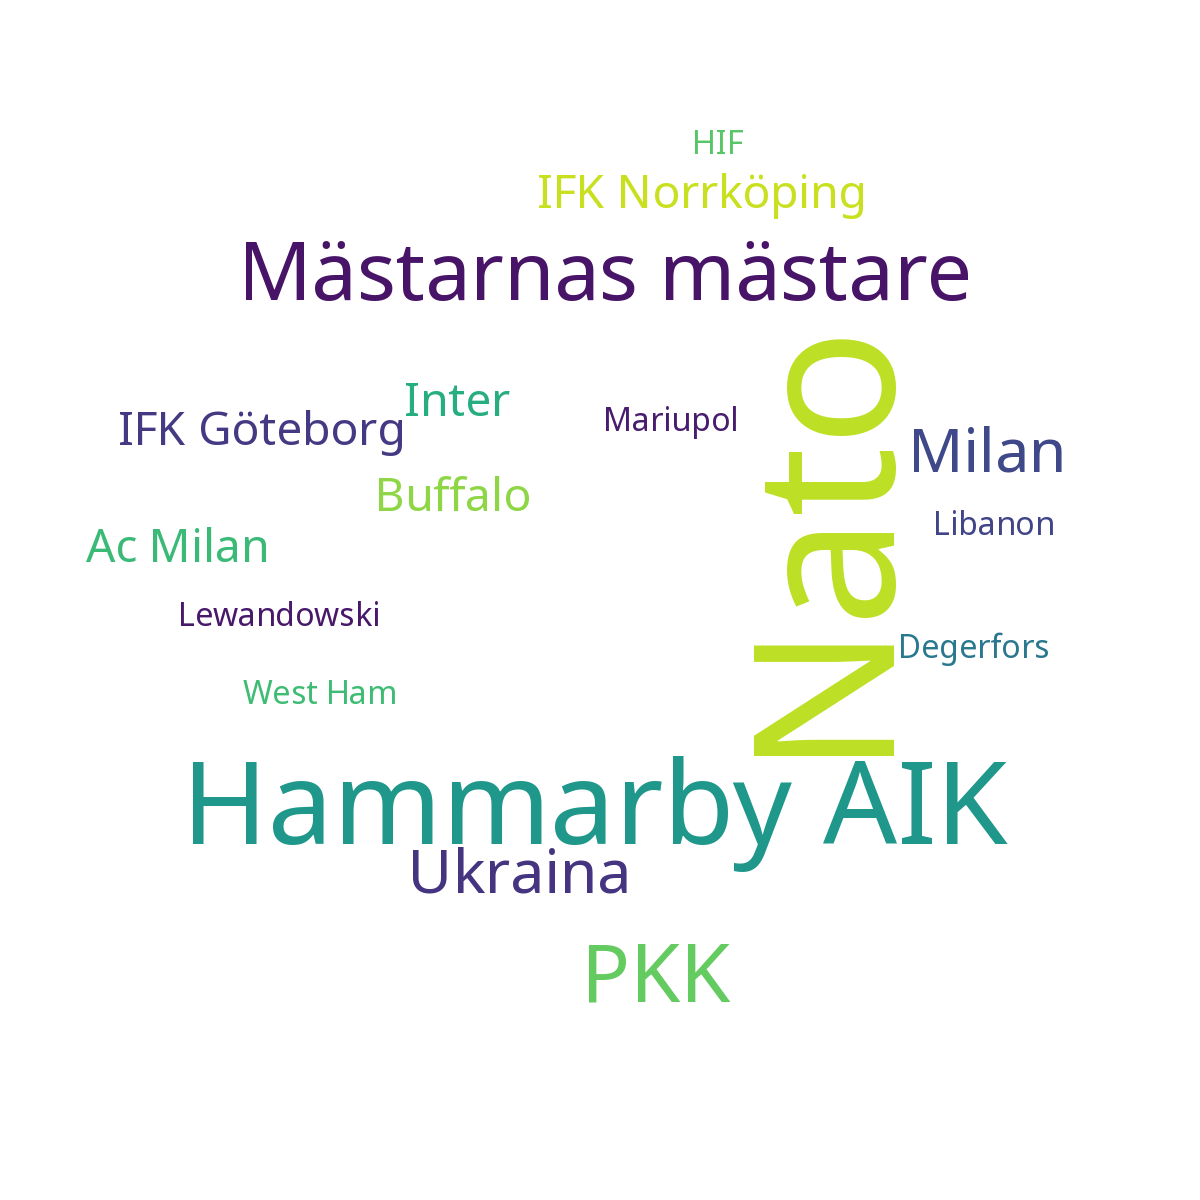 HIF
IFK Norrköping
Mästarnas mästare
Nato
Inter
IFK Göteborg
Mariupol
Milan
Buffalo
Libanon
Ac Milan
Lewandowski
Degerfors
West Ham
Hammarby AIK
Ukraina
PKK